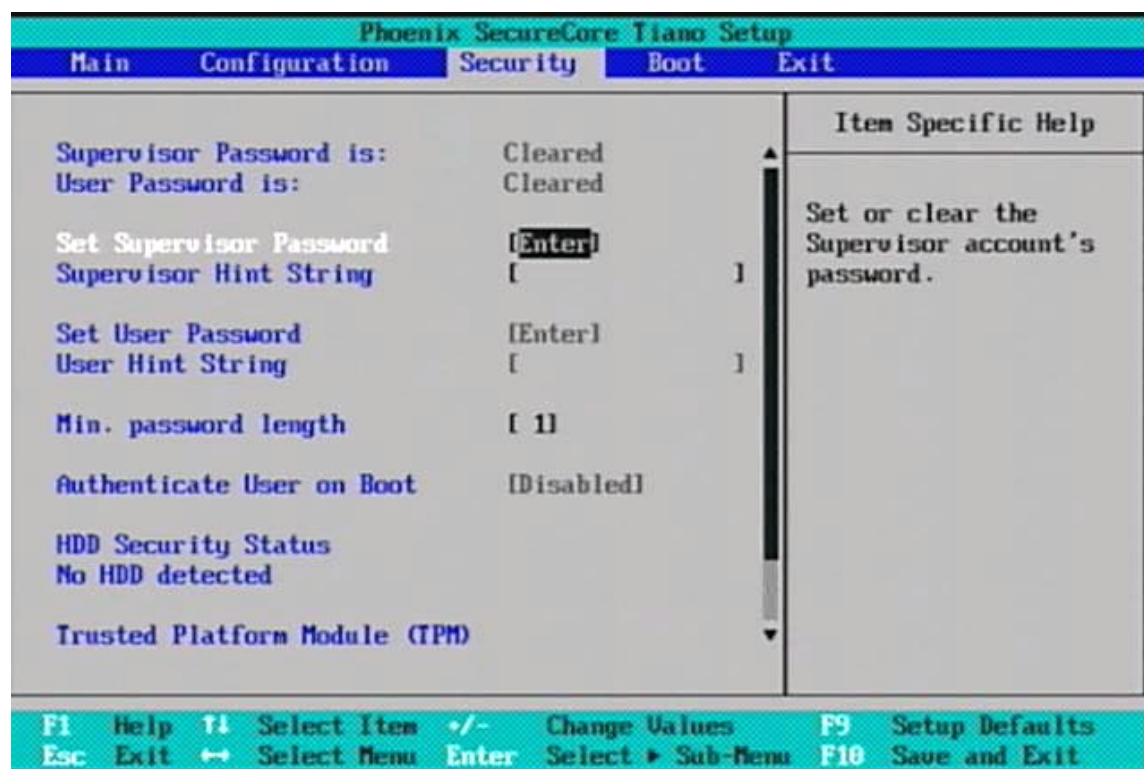 Phoenix SecureCore Tiano Setup
Main Configuration Security Boot Exit
Item Specific Help
Supervisor Password is: Cleared
User Password is: Cleared
Set Supervisor Password [Enter]
Supervisor Hint String [ ]
Set User Password [Enter]
User Hint String [ ]
Min. password length [ 1]
Authenticate User on Boot [Disabled]
HDD Security Status
No HDD detected
Trusted Platform Module (TPM)
Set or clear the
Supervisor account's
password.
F1 Help ↑↓ Select Item +/- Change Values F9 Setup Defaults
Esc Exit ↔ Select Menu Enter Select ▶ Sub-Menu F10 Save and Exit